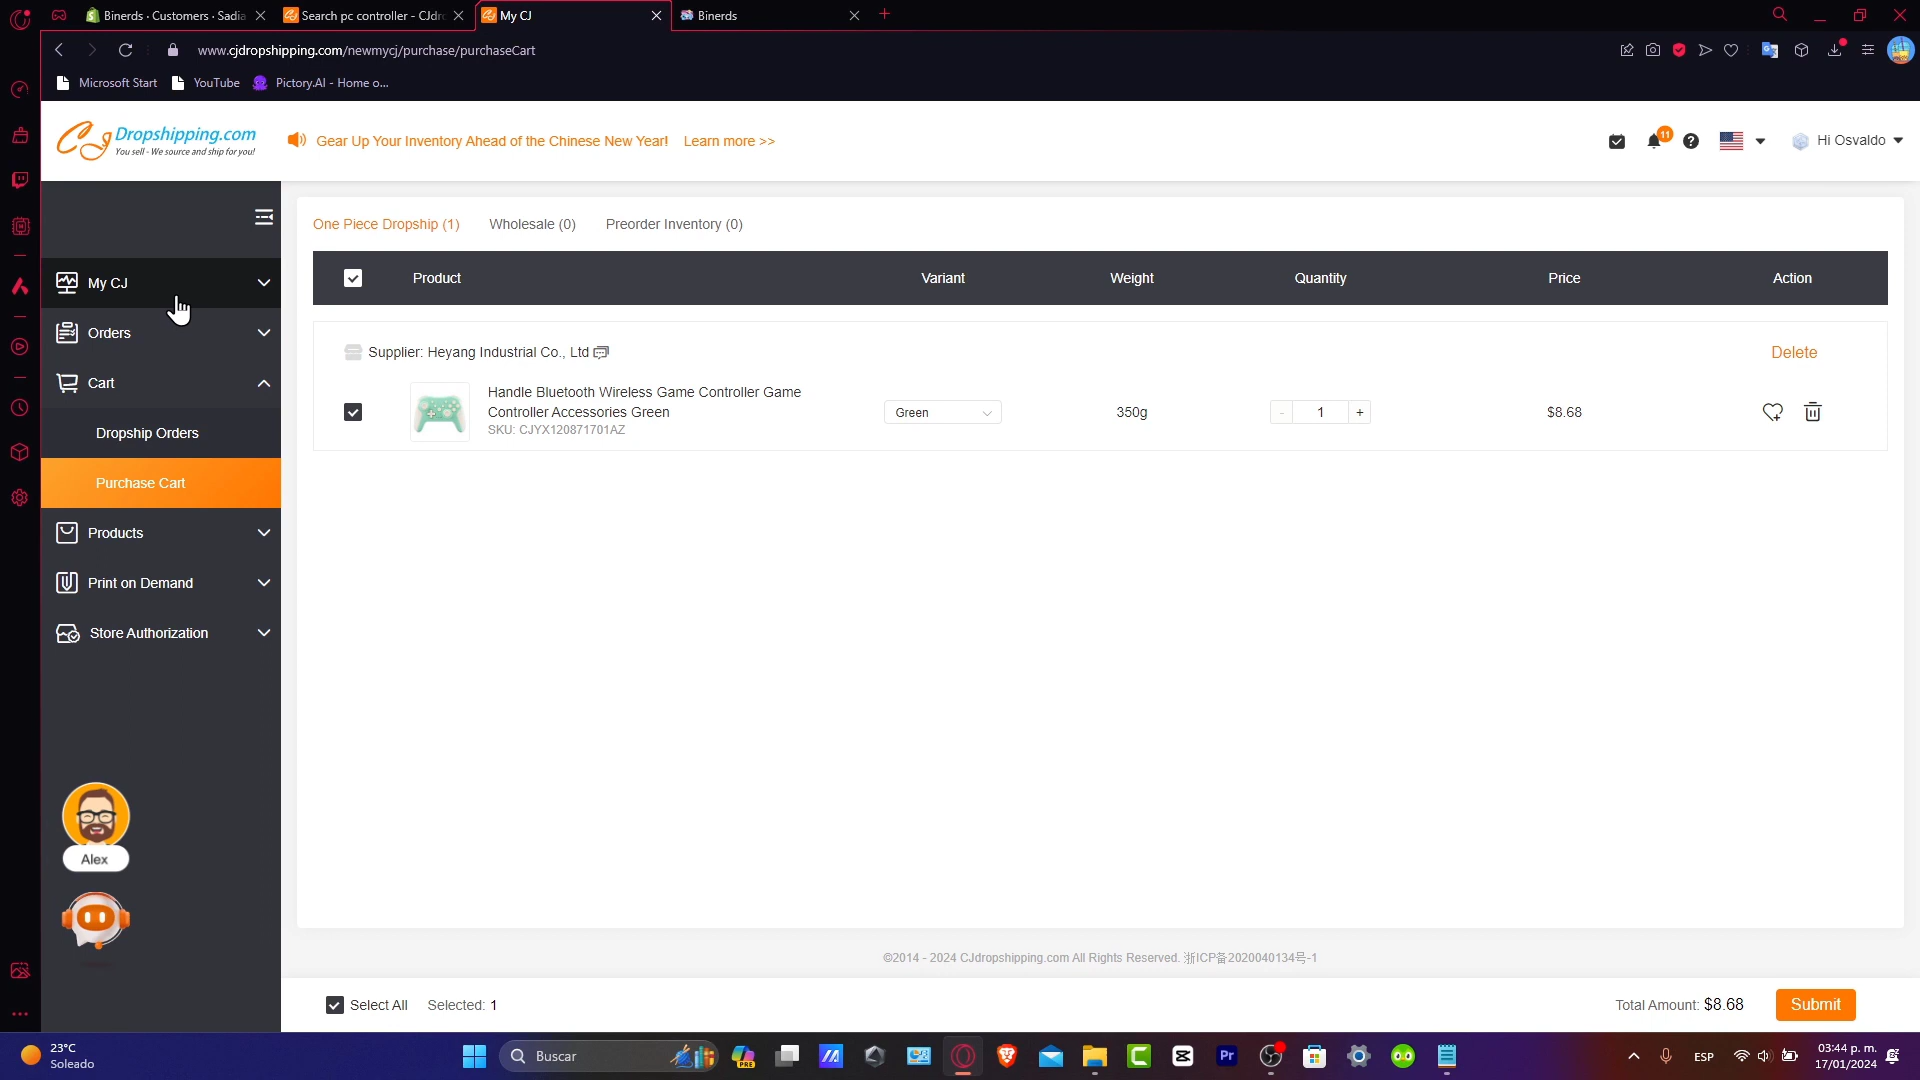 Binerds · Customers · Sadia
Search pc controller - CJdro
My CJ
Binerds
www.cjdropshipping.com/newmycj/purchase/purchaseCart
Microsoft Start
YouTube
Pictory.AI - Home o...
CJ Dropshipping.com
You sell - We source and ship for you!
Gear Up Your Inventory Ahead of the Chinese New Year! Learn more >>
11
Hi Osvaldo
One Piece Dropship (1)
Wholesale (0)
Preorder Inventory (0)
My CJ
Orders
Cart
Dropship Orders
Purchase Cart
Products
Print on Demand
Store Authorization
Alex
Product
Variant
Weight
Quantity
Price
Action
Supplier: Heyang Industrial Co., Ltd
Delete
Handle Bluetooth Wireless Game Controller Game
Controller Accessories Green
SKU: CJYX120871701AZ
Green
350g
- 1 +
$8.68
©2014 - 2024 CJdropshipping.com All Rights Reserved. 浙ICP备2020040134号-1
Select All
Selected: 1
Total Amount: $8.68
Submit
23°C
Soleado
Buscar
PRE
Pr
ESP
03:44 p. m.
17/01/2024